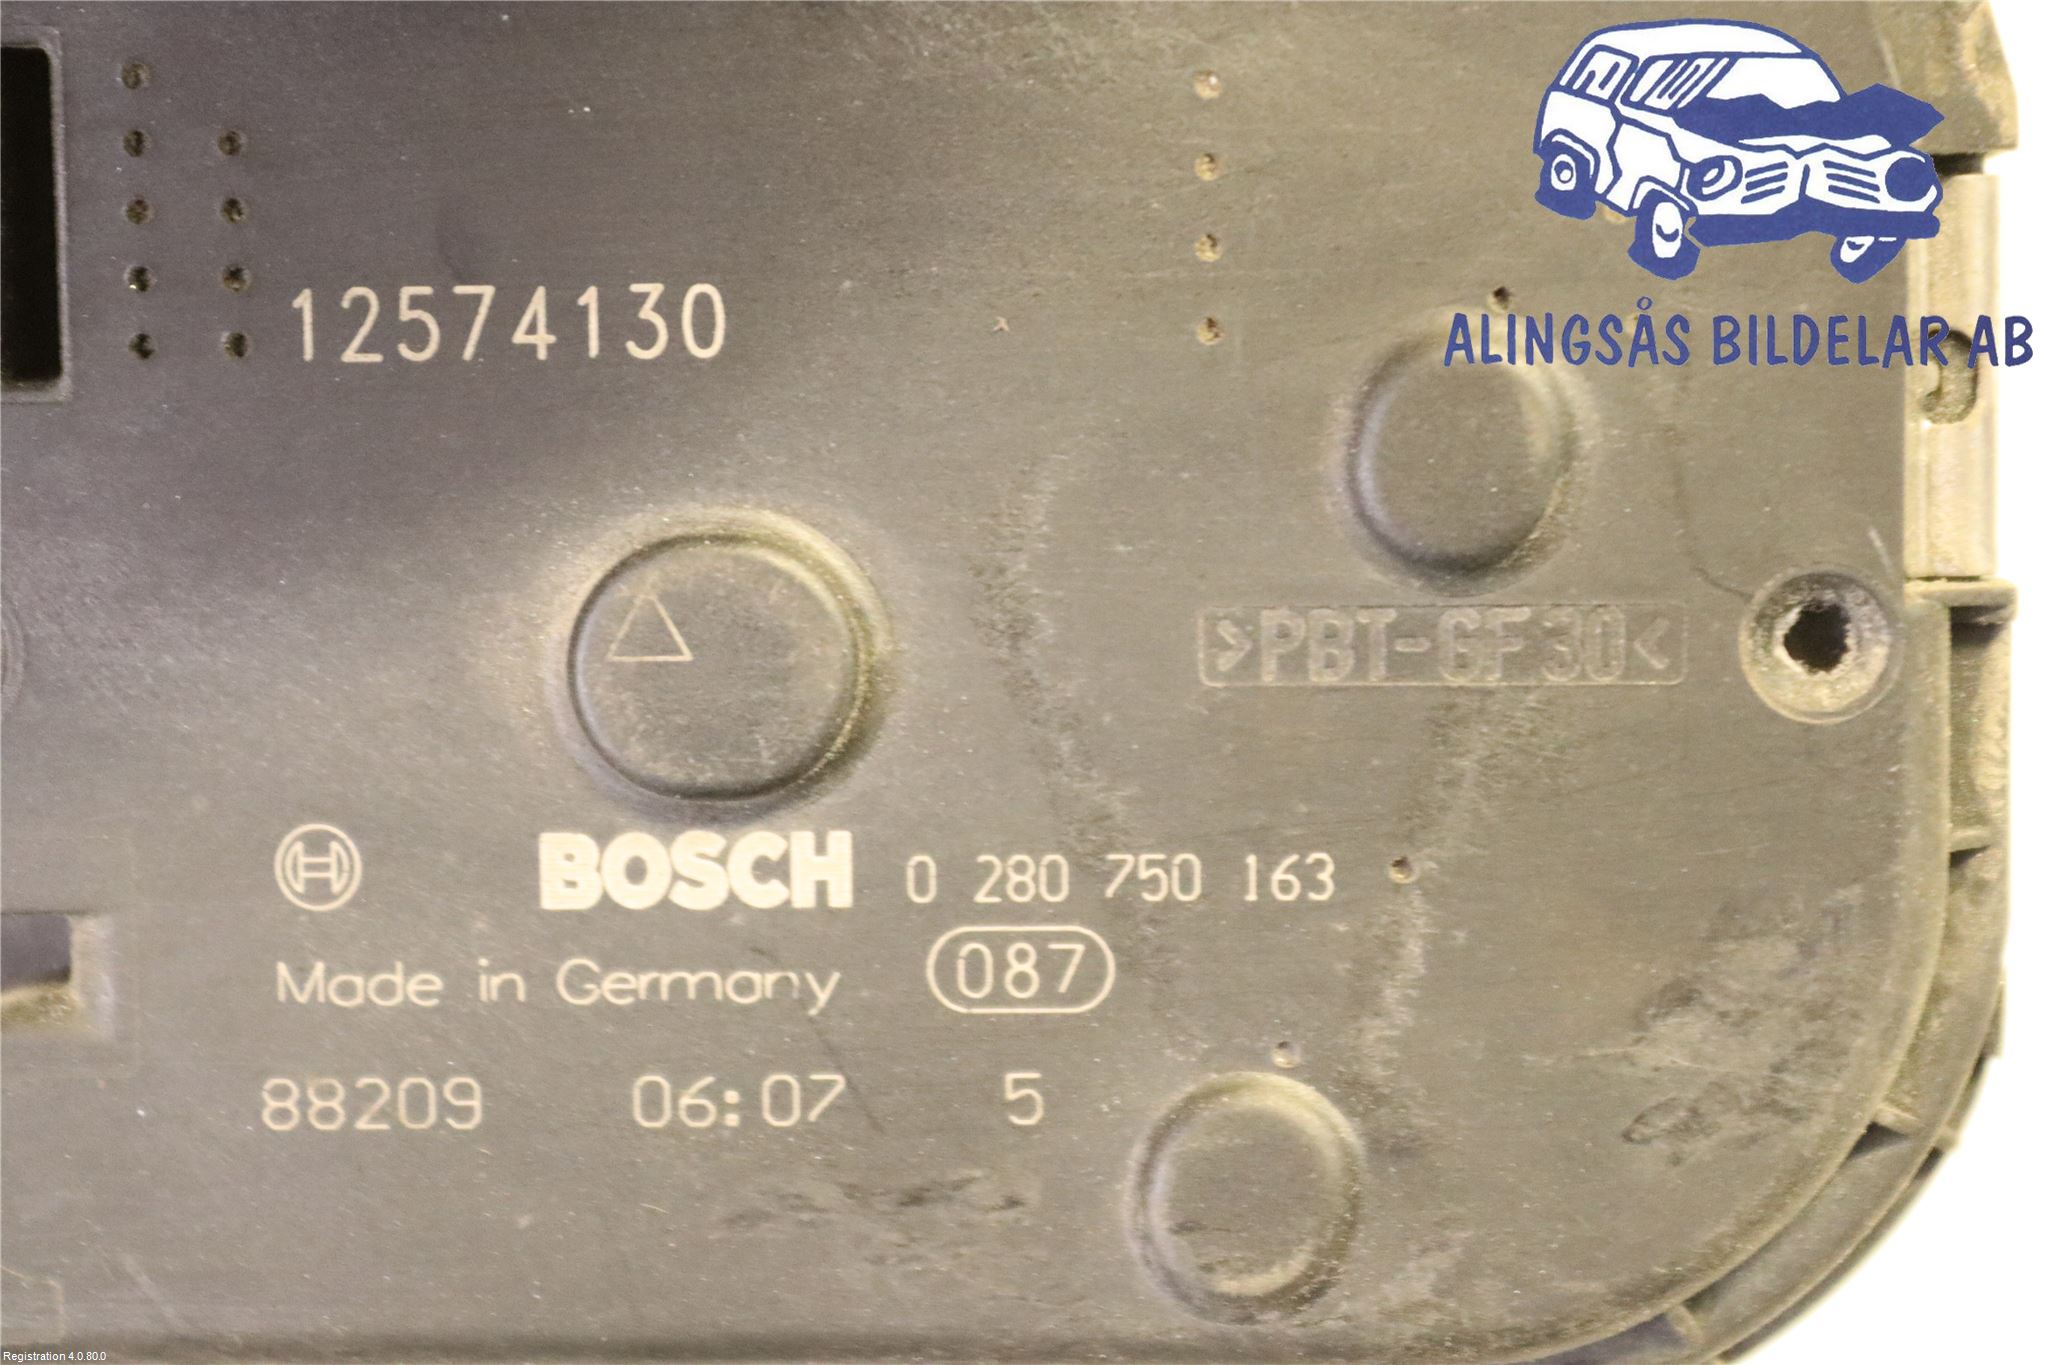 12574130
ALINGSÅS BILDELAR AB
>PBT-GF30<
BOSCH 0 280 750 163
Made in Germany 087
88209 06:07 5
Registration 4.0.80.0